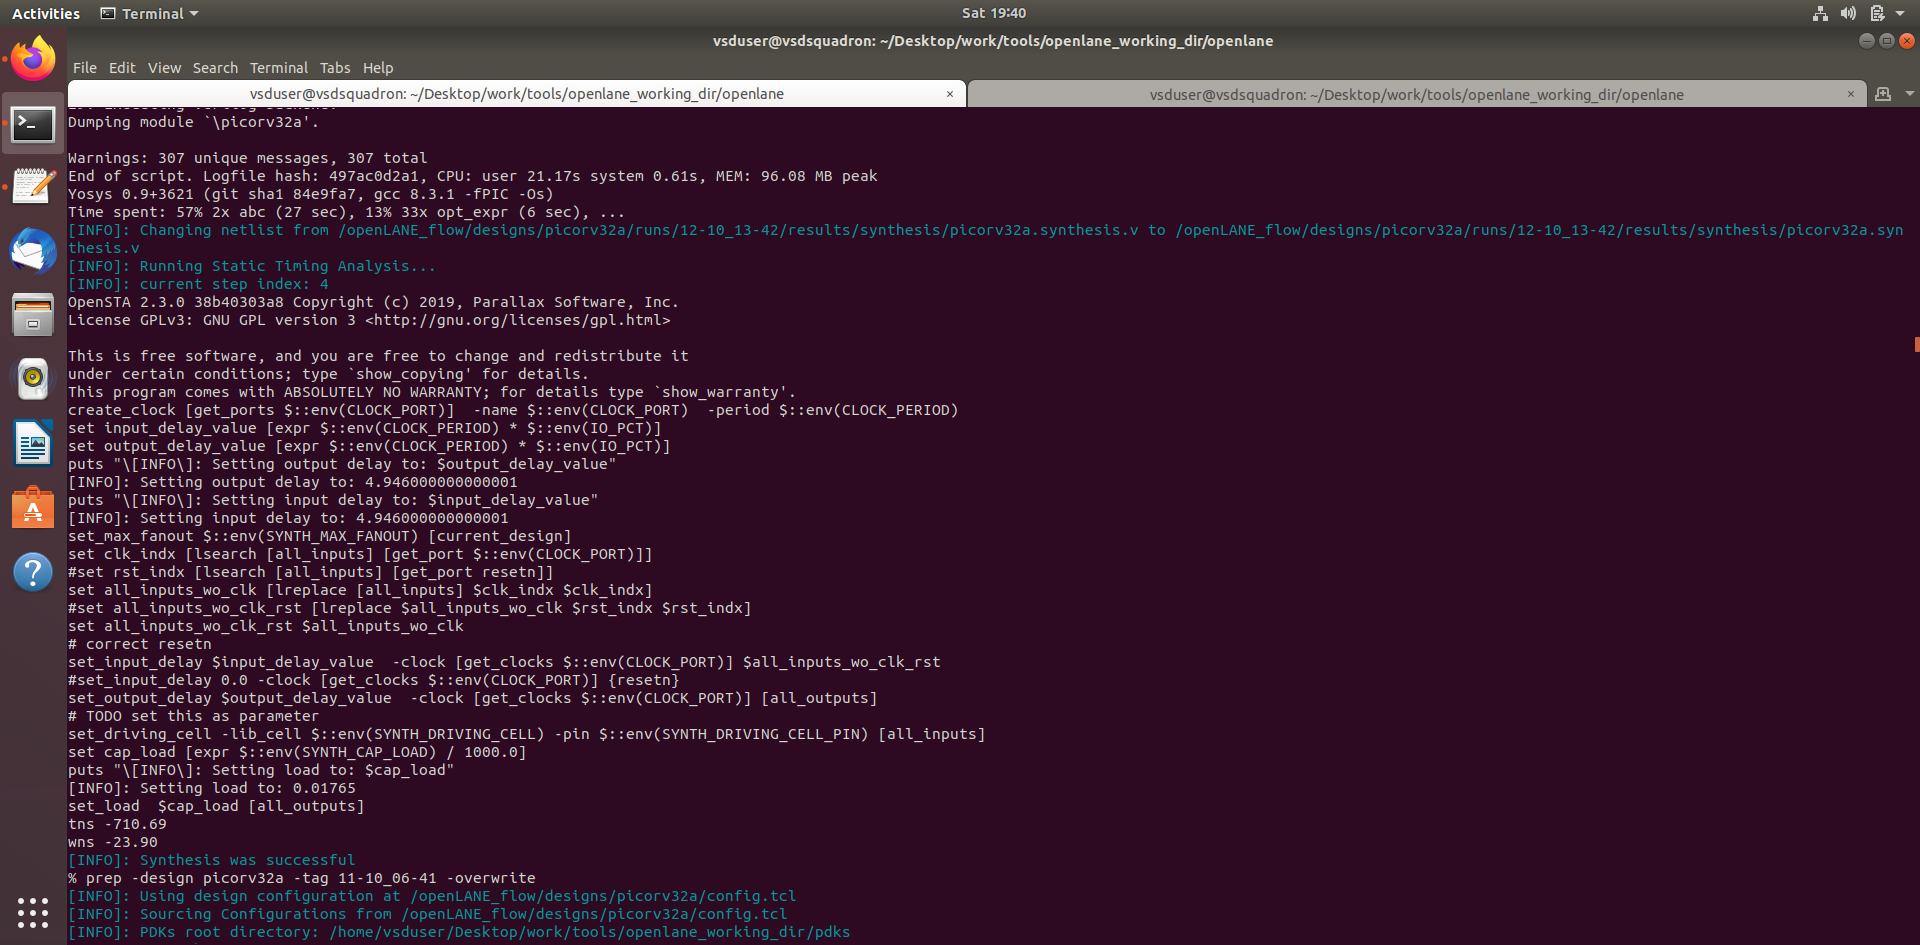 Activities
Terminal
Sat 19:40
vsduser@vsdsquadron: ~/Desktop/work/tools/openlane_working_dir/openlane
File Edit View Search Terminal Tabs Help
vsduser@vsdsquadron: ~/Desktop/work/tools/openlane_working_dir/openlane ×
vsduser@vsdsquadron: ~/Desktop/work/tools/openlane_working_dir/openlane ×
Dumping module `\picorv32a'.
Warnings: 307 unique messages, 307 total
End of script. Logfile hash: 497ac0d2a1, CPU: user 21.17s system 0.61s, MEM: 96.08 MB peak
Yosys 0.9+3621 (git sha1 84e9fa7, gcc 8.3.1 -fPIC -Os)
Time spent: 57% 2x abc (27 sec), 13% 33x opt_expr (6 sec), ...
[INFO]: Changing netlist from /openLANE_flow/designs/picorv32a/runs/12-10_13-42/results/synthesis/picorv32a.synthesis.v to /openLANE_flow/designs/picorv32a/runs/12-10_13-42/results/synthesis/picorv32a.syn
thesis.v
[INFO]: Running Static Timing Analysis...
[INFO]: current step index: 4
OpenSTA 2.3.0 38b40303a8 Copyright (c) 2019, Parallax Software, Inc.
License GPLv3: GNU GPL version 3 <http://gnu.org/licenses/gpl.html>
This is free software, and you are free to change and redistribute it
under certain conditions; type `show_copying' for details.
This program comes with ABSOLUTELY NO WARRANTY; for details type `show_warranty'.
create_clock [get_ports $::env(CLOCK_PORT)]  -name $::env(CLOCK_PORT)  -period $::env(CLOCK_PERIOD)
set input_delay_value [expr $::env(CLOCK_PERIOD) * $::env(IO_PCT)]
set output_delay_value [expr $::env(CLOCK_PERIOD) * $::env(IO_PCT)]
puts "\[INFO\]: Setting output delay to: $output_delay_value"
[INFO]: Setting output delay to: 4.946000000000001
puts "\[INFO\]: Setting input delay to: $input_delay_value"
[INFO]: Setting input delay to: 4.946000000000001
set_max_fanout $::env(SYNTH_MAX_FANOUT) [current_design]
set clk_indx [lsearch [all_inputs] [get_port $::env(CLOCK_PORT)]]
#set rst_indx [lsearch [all_inputs] [get_port resetn]]
set all_inputs_wo_clk [lreplace [all_inputs] $clk_indx $clk_indx]
#set all_inputs_wo_clk_rst [lreplace $all_inputs_wo_clk $rst_indx $rst_indx]
set all_inputs_wo_clk_rst $all_inputs_wo_clk
# correct resetn
set_input_delay $input_delay_value  -clock [get_clocks $::env(CLOCK_PORT)] $all_inputs_wo_clk_rst
#set_input_delay 0.0 -clock [get_clocks $::env(CLOCK_PORT)] {resetn}
set_output_delay $output_delay_value  -clock [get_clocks $::env(CLOCK_PORT)] [all_outputs]
# TODO set this as parameter
set_driving_cell -lib_cell $::env(SYNTH_DRIVING_CELL) -pin $::env(SYNTH_DRIVING_CELL_PIN) [all_inputs]
set cap_load [expr $::env(SYNTH_CAP_LOAD) / 1000.0]
puts "\[INFO\]: Setting load to: $cap_load"
[INFO]: Setting load to: 0.01765
set_load  $cap_load [all_outputs]
tns -710.69
wns -23.90
[INFO]: Synthesis was successful
% prep -design picorv32a -tag 11-10_06-41 -overwrite
[INFO]: Using design configuration at /openLANE_flow/designs/picorv32a/config.tcl
[INFO]: Sourcing Configurations from /openLANE_flow/designs/picorv32a/config.tcl
[INFO]: PDKs root directory: /home/vsduser/Desktop/work/tools/openlane_working_dir/pdks